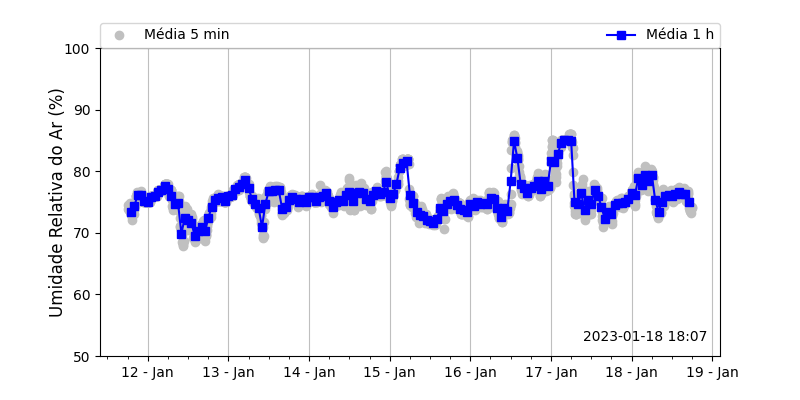 Média 5 min
Média 1 h
Umidade Relativa do Ar (%)
100
90
80
70
60
50
2023-01-18 18:07
12 - Jan
13 - Jan
14 - Jan
15 - Jan
16 - Jan
17 - Jan
18 - Jan
19 - Jan